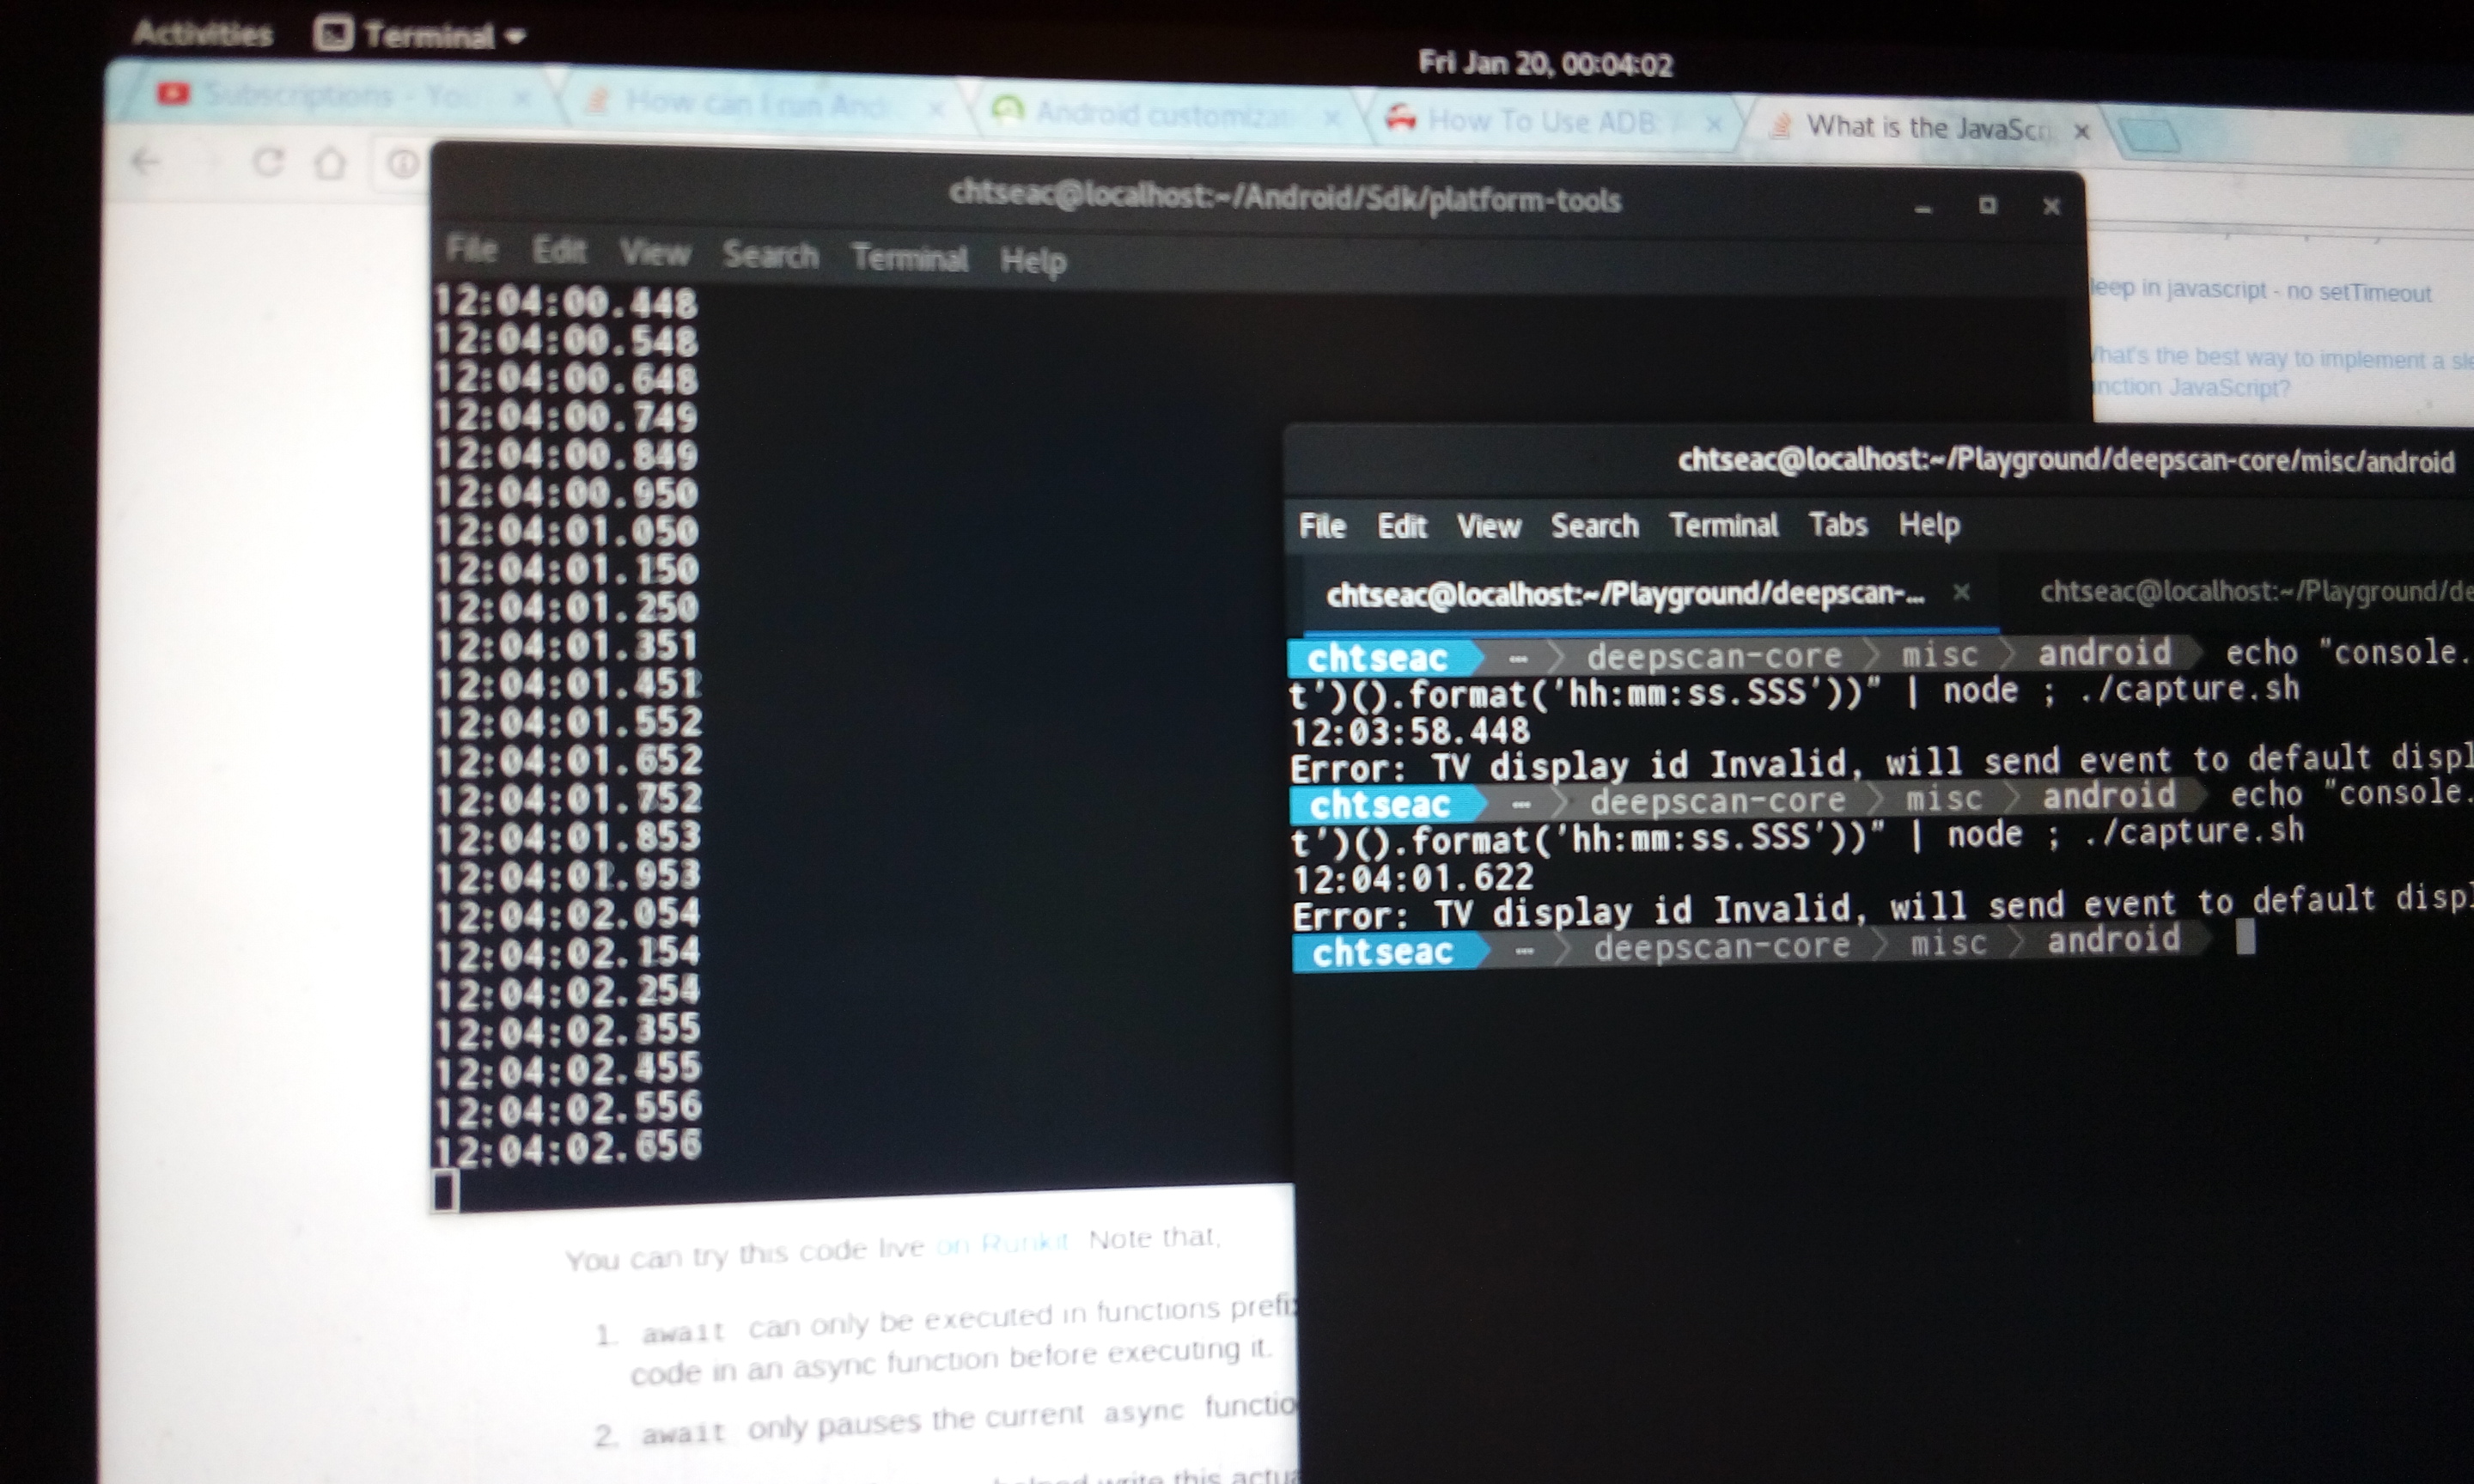 Activities Terminal
Fri Jan 20, 00:04:02
Subscriptions - Yo
How can I run And
Android customizat
How To Use ADB
What is the JavaScri
chtseac@localhost:~/Android/Sdk/platform-tools
File Edit View Search Terminal Help
12:04:00.448
12:04:00.548
12:04:00.648
12:04:00.749
12:04:00.849
12:04:00.950
12:04:01.050
12:04:01.150
12:04:01.250
12:04:01.351
12:04:01.451
12:04:01.552
12:04:01.652
12:04:01.752
12:04:01.853
12:04:01.953
12:04:02.054
12:04:02.154
12:04:02.254
12:04:02.355
12:04:02.455
12:04:02.556
12:04:02.656
leep in javascript - no setTimeout
hat's the best way to implement a sle
nction JavaScript?
chtseac@localhost:~/Playground/deepscan-core/misc/android
File Edit View Search Terminal Tabs Help
chtseac@localhost:~/Playground/deepscan-... chtseac@localhost:~/Playground/de
chtseac … deepscan-core misc android echo "console.
t')().format('hh:mm:ss.SSS'))" | node ; ./capture.sh
12:03:58.448
Error: TV display id Invalid, will send event to default displ
chtseac … deepscan-core misc android echo "console.
t')().format('hh:mm:ss.SSS'))" | node ; ./capture.sh
12:04:01.622
Error: TV display id Invalid, will send event to default displ
chtseac … deepscan-core misc android
You can try this code live on Runkit. Note that,
1. await can only be executed in functions prefix
code in an async function before executing it.
2. await only pauses the current async functio
helped write this actua